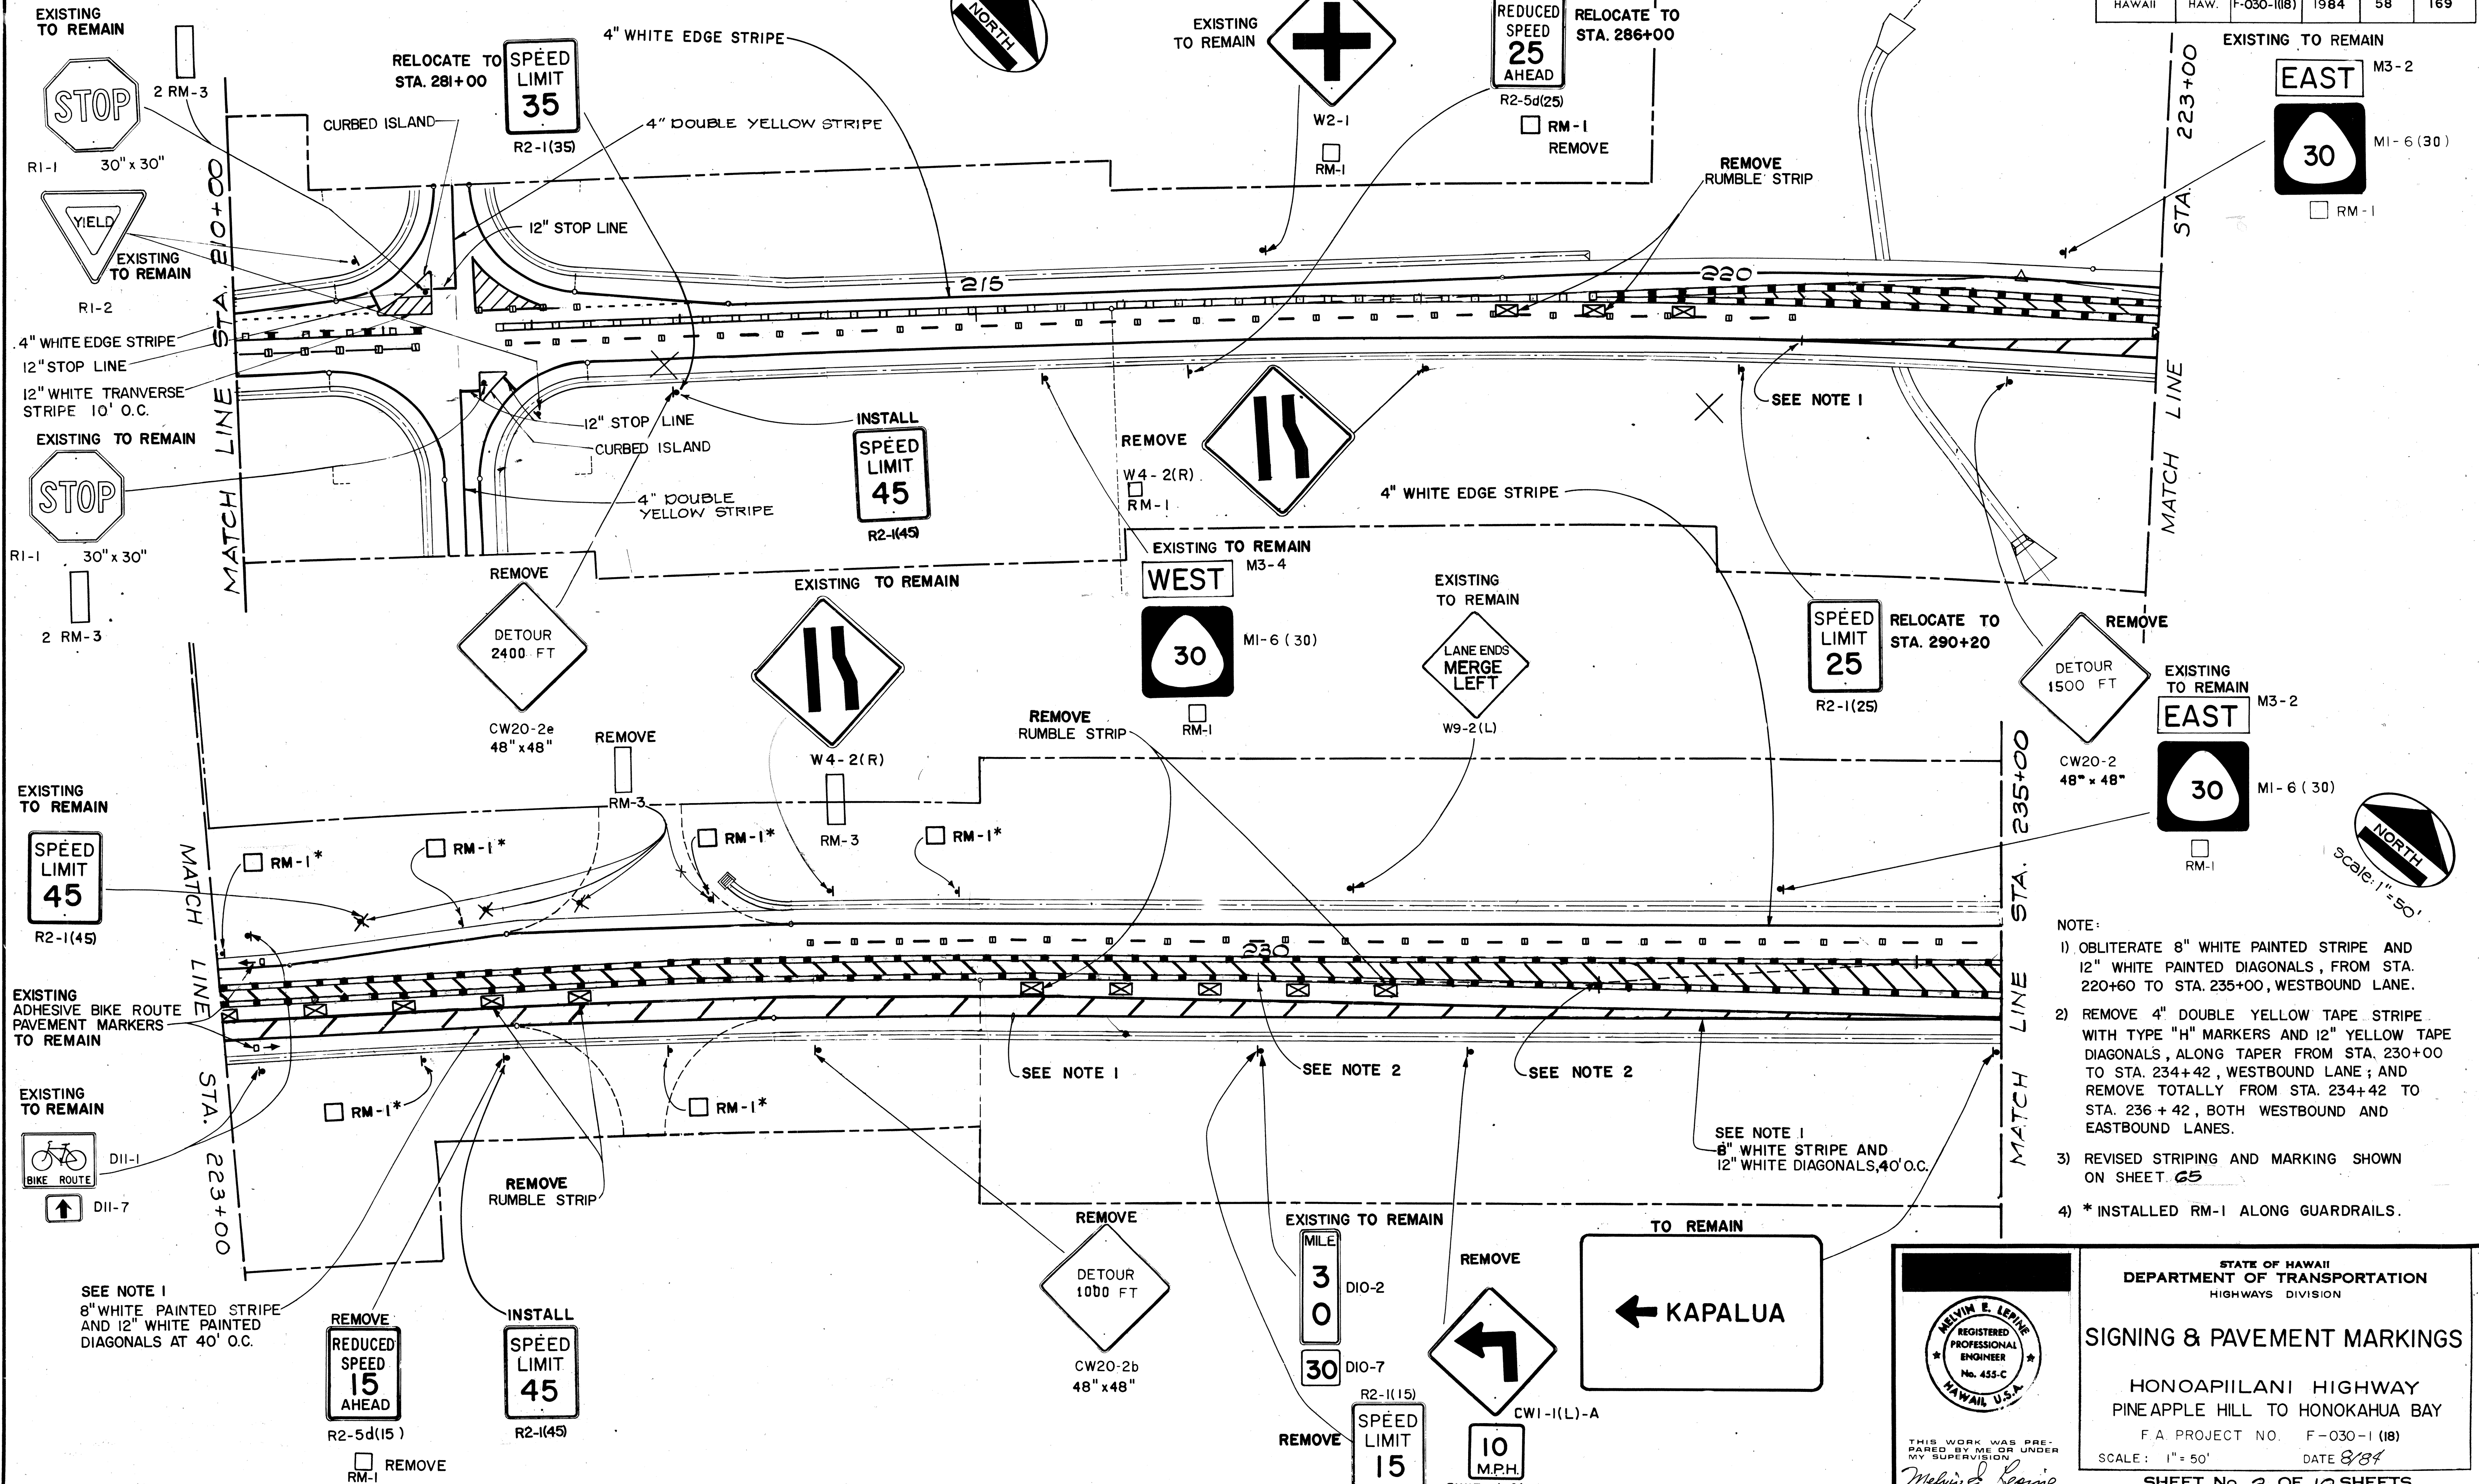 HAWAII HAW. F-030-1(18) 1984 58 169
EXISTING
TO REMAIN
STOP
2 RM-3
R1-1 30" x 30"
YIELD
EXISTING
TO REMAIN
R1-2
4" WHITE EDGE STRIPE
12" STOP LINE
12" WHITE TRANVERSE
STRIPE 10' O.C.
EXISTING TO REMAIN
STOP
R1-1 30" x 30"
2 RM-3
MATCH LINE STA. 210+00
RELOCATE TO
STA. 281+00
SPEED
LIMIT
35
R2-1(35)
CURBED ISLAND
4" WHITE EDGE STRIPE
4" DOUBLE YELLOW STRIPE
12" STOP LINE
NORTH
EXISTING
TO REMAIN
W2-1
RM-1
REDUCED
SPEED
25
AHEAD
RELOCATE TO
STA. 286+00
R2-5d(25)
RM-1
REMOVE
REMOVE
RUMBLE STRIP
215
220
MATCH LINE STA. 223+00
EXISTING TO REMAIN
EAST M3-2
30 M1-6 (30)
RM-1
12" STOP LINE
CURBED ISLAND
4" DOUBLE
YELLOW STRIPE
INSTALL
SPEED
LIMIT
45
R2-1(45)
REMOVE
W4-2(R)
RM-1
SEE NOTE 1
4" WHITE EDGE STRIPE
REMOVE
DETOUR
2400 FT
CW20-2e
48" x 48"
EXISTING TO REMAIN
W4-2(R)
RM-3
EXISTING TO REMAIN
WEST M3-4
30 M1-6 (30)
RM-1
EXISTING
TO REMAIN
LANE ENDS
MERGE
LEFT
W9-2(L)
SPEED
LIMIT
25
RELOCATE TO
STA. 290+20
R2-1(25)
REMOVE
DETOUR
1500 FT
CW20-2
48" x 48"
EXISTING
TO REMAIN
EAST M3-2
30 M1-6 (30)
RM-1
NORTH
Scale: 1" = 50'
REMOVE
RM-3
REMOVE
RUMBLE STRIP
EXISTING
TO REMAIN
SPEED
LIMIT
45
R2-1(45)
RM-1*
RM-1*
RM-1*
RM-1*
230
MATCH LINE STA. 223+00
MATCH LINE STA. 235+00
EXISTING
ADHESIVE BIKE ROUTE
PAVEMENT MARKERS
TO REMAIN
EXISTING
TO REMAIN
BIKE ROUTE
D11-1
D11-7
RM-1*
RM-1*
SEE NOTE 1
SEE NOTE 2
SEE NOTE 2
SEE NOTE 1
8" WHITE STRIPE AND
12" WHITE DIAGONALS, 40' O.C.
REMOVE
RUMBLE STRIP
SEE NOTE 1
8" WHITE PAINTED STRIPE
AND 12" WHITE PAINTED
DIAGONALS AT 40' O.C.
REMOVE
REDUCED
SPEED
15
AHEAD
R2-5d(15)
RM-1 REMOVE
INSTALL
SPEED
LIMIT
45
R2-1(45)
REMOVE
DETOUR
1000 FT
CW20-2b
48" x 48"
EXISTING TO REMAIN
MILE
3
0
D10-2
30 D10-7
R2-1(15)
REMOVE
SPEED
LIMIT
15
REMOVE
CW1-1(L)-A
10
M.P.H.
TO REMAIN
KAPALUA
NOTE:
1) OBLITERATE 8" WHITE PAINTED STRIPE AND
12" WHITE PAINTED DIAGONALS, FROM STA.
220+60 TO STA. 235+00, WESTBOUND LANE.
2) REMOVE 4" DOUBLE YELLOW TAPE STRIPE
WITH TYPE "H" MARKERS AND 12" YELLOW TAPE
DIAGONALS, ALONG TAPER FROM STA. 230+00
TO STA. 234+42, WESTBOUND LANE; AND
REMOVE TOTALLY FROM STA. 234+42 TO
STA. 236+42, BOTH WESTBOUND AND
EASTBOUND LANES.
3) REVISED STRIPING AND MARKING SHOWN
ON SHEET 65
4) * INSTALLED RM-1 ALONG GUARDRAILS.
MELVIN E. LEPINE
REGISTERED
PROFESSIONAL
ENGINEER
No. 455-C
HAWAII, U.S.A.
THIS WORK WAS PRE-
PARED BY ME OR UNDER
MY SUPERVISION
Melvin E. Lepine
STATE OF HAWAII
DEPARTMENT OF TRANSPORTATION
HIGHWAYS DIVISION
SIGNING & PAVEMENT MARKINGS
HONOAPIILANI HIGHWAY
PINEAPPLE HILL TO HONOKAHUA BAY
F.A. PROJECT NO. F-030-1 (18)
SCALE: 1" = 50' DATE 8/84
SHEET No. 2 OF 10 SHEETS